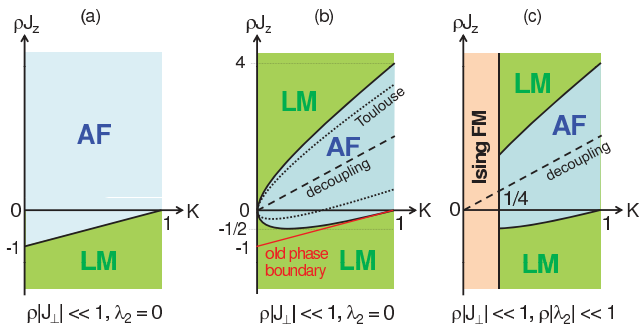 (a)
ρJz
AF
0
-1
1
K
LM
ρ|J⊥| << 1, λ2 = 0
(b)
ρJz
4
LM
Toulouse
AF
decoupling
0
-1/2
-1
1
K
old phase
boundary
LM
ρ|J⊥| << 1, λ2 = 0
(c)
ρJz
LM
Ising FM
AF
decoupling
0
1/4
-1
1
K
LM
ρ|J⊥| << 1, ρ|λ2| << 1